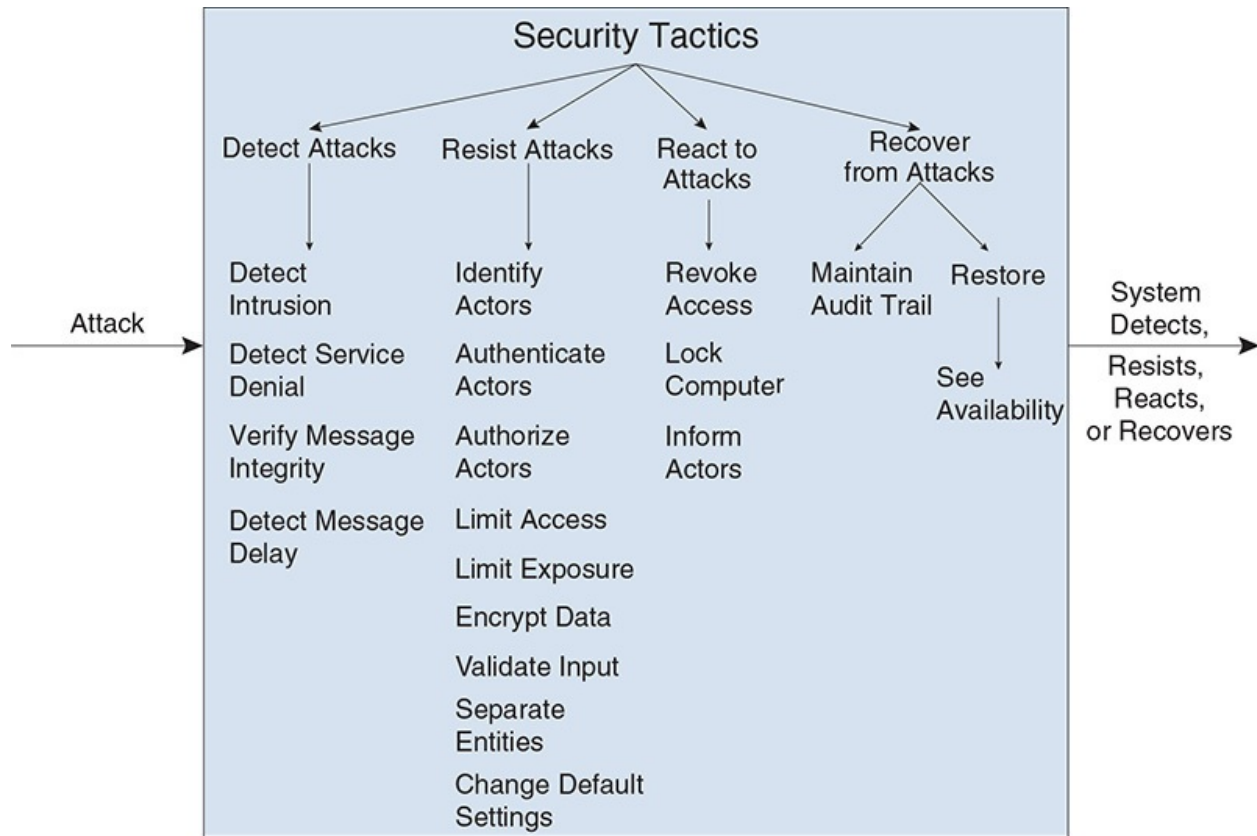 Security Tactics
Detect Attacks
Resist Attacks
React to
Attacks
Recover
from Attacks
Detect
Intrusion
Detect Service
Denial
Verify Message
Integrity
Detect Message
Delay
Identify
Actors
Authenticate
Actors
Authorize
Actors
Limit Access
Limit Exposure
Encrypt Data
Validate Input
Separate
Entities
Change Default
Settings
Revoke
Access
Lock
Computer
Inform
Actors
Maintain
Audit Trail
Restore
See
Availability
Attack
System
Detects,
Resists,
Reacts,
or Recovers